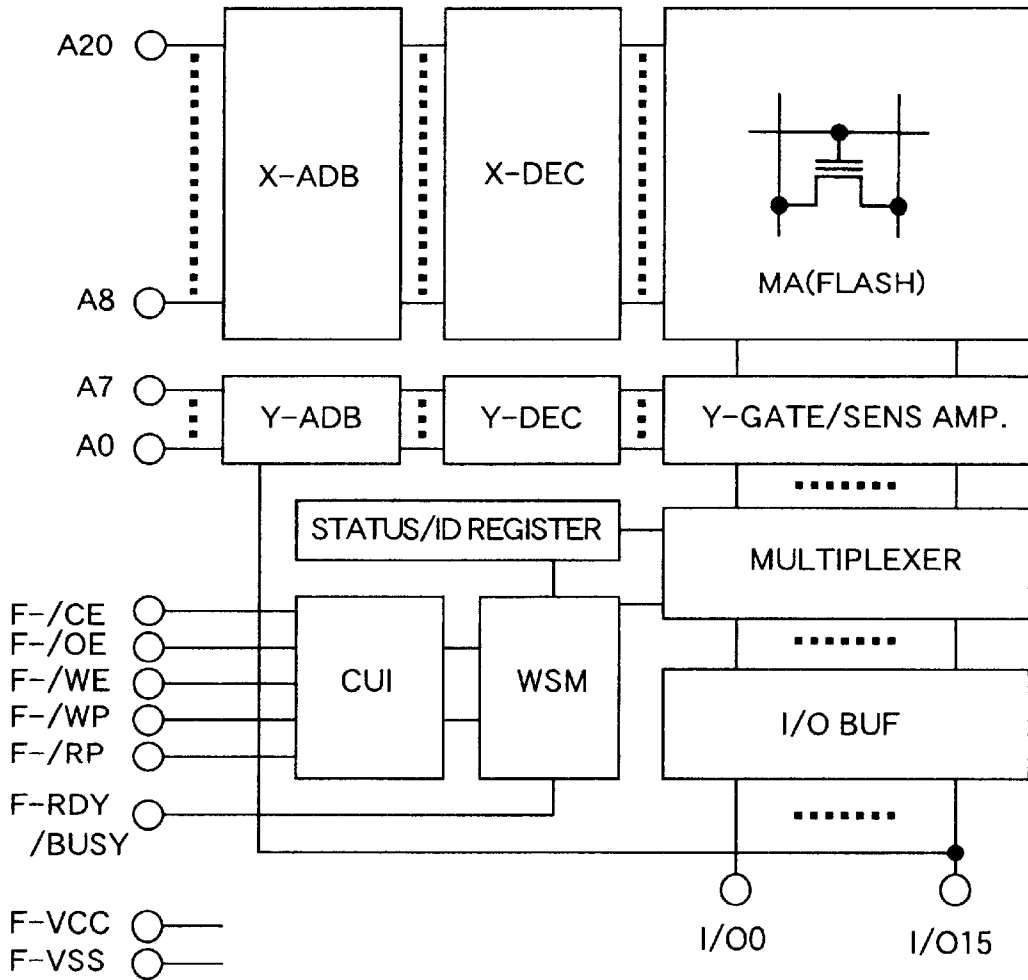 A20
X-ADB
X-DEC
MA(FLASH)
A8
A7
Y-ADB
Y-DEC
Y-GATE/SENS AMP.
A0
STATUS/ID REGISTER
MULTIPLEXER
F-/CE
F-/OE
F-/WE
CUI
WSM
F-/WP
I/O BUF
F-/RP
F-RDY
/BUSY
F-VCC
I/O0
I/O15
F-VSS